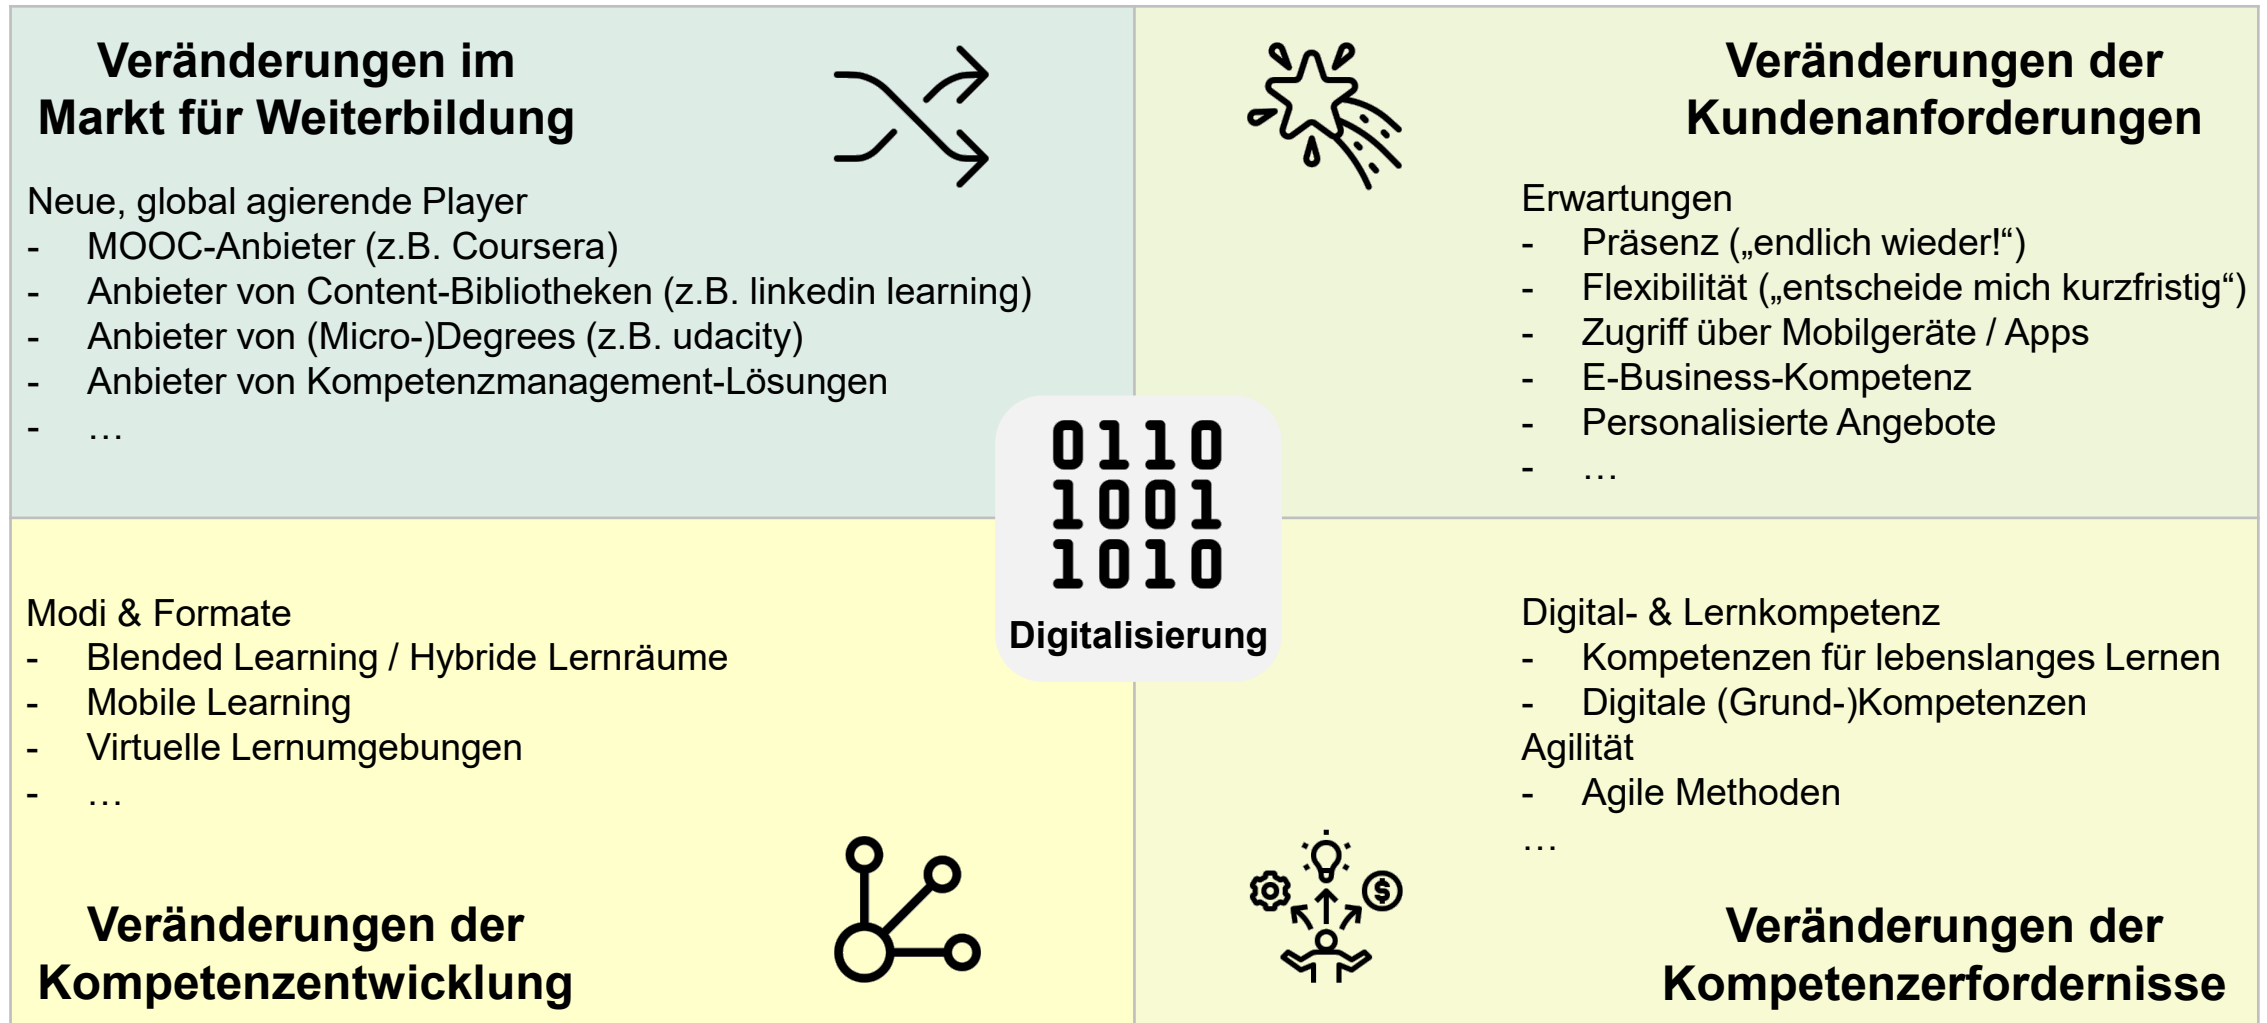 Veränderungen im
Markt für Weiterbildung
Neue, global agierende Player
- MOOC-Anbieter (z.B. Coursera)
- Anbieter von Content-Bibliotheken (z.B. linkedin learning)
- Anbieter von (Micro-)Degrees (z.B. udacity)
- Anbieter von Kompetenzmanagement-Lösungen
- …
Veränderungen der
Kundenanforderungen
Erwartungen
- Präsenz („endlich wieder!“)
- Flexibilität („entscheide mich kurzfristig“)
- Zugriff über Mobilgeräte / Apps
- E-Business-Kompetenz
- Personalisierte Angebote
- …
0110
1001
1010
Digitalisierung
Modi & Formate
- Blended Learning / Hybride Lernräume
- Mobile Learning
- Virtuelle Lernumgebungen
- …
Veränderungen der
Kompetenzentwicklung
Digital- & Lernkompetenz
- Kompetenzen für lebenslanges Lernen
- Digitale (Grund-)Kompetenzen
Agilität
- Agile Methoden
…
$
Veränderungen der
Kompetenzerfordernisse